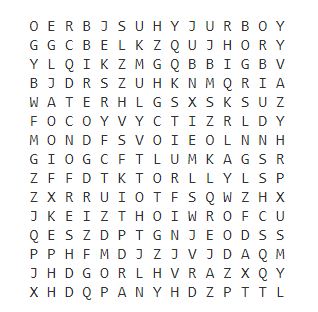 O E R B J S U H Y J U R B O Y
G G C B E L K Z Q U J H O R Y
Y L Q I K Z M G Q B B I G B V
B J D R S Z U H K N M Q R I A
W A T E R H L G S X S K S U Z
F O C O Y V Y C T I Z R L D Y
M O N D F S V O I E O L N N H
G I O G C F T L U M K A G S R
Z F F D T K T O R L L Y L S P
Z X R R U I O T F S Q W Z H X
J K E I Z T H O I W R O F C U
Q E S Z D P T G N J E O D S S
P P H F M D J Z J V J D A Q M
J H D G O R L H V R A Z X Q Y
X H D Q P A N Y H D Z P T T L